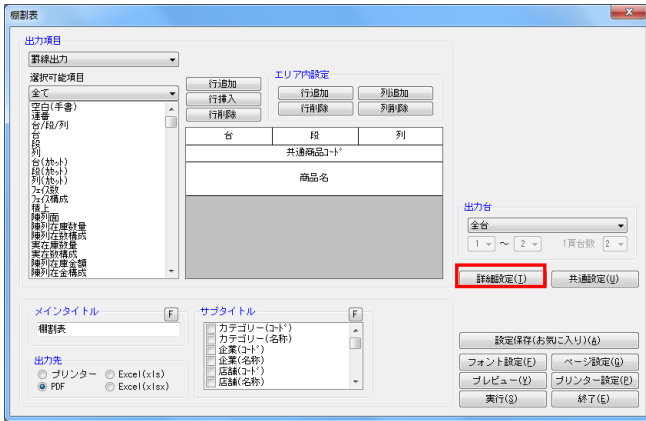 棚割表
出力項目
罫線出力
選択可能項目
全て
空白(手書)
連番
台/段/列
台
段
列
台(ｶｾｯﾄ)
段(ｶｾｯﾄ)
列(ｶｾｯﾄ)
ﾌｪｲｽ数
ﾌｪｲｽ構成
積上
陳列面
陳列在庫数量
陳列在数構成
実在庫数量
実在数構成
陳列在庫金額
陳列在金構成
行追加
行挿入
行削除
エリア内設定
行追加 列追加
行削除 列削除
台 段 列
共通商品ｺｰﾄﾞ
商品名
出力台
全台
1 ～ 2 1頁台数 2
詳細設定(T) 共通設定(U)
メインタイトル F
棚割表
出力先
プリンター Excel(xls)
PDF Excel(xlsx)
サブタイトル F
カテゴリー(ｺｰﾄﾞ)
カテゴリー(名称)
企業(ｺｰﾄﾞ)
企業(名称)
店舗(ｺｰﾄﾞ)
店舗(名称)
設定保存(お気に入り)(A)
フォント設定(F) ページ設定(G)
プレビュー(V) プリンター設定(P)
実行(S) 終了(E)